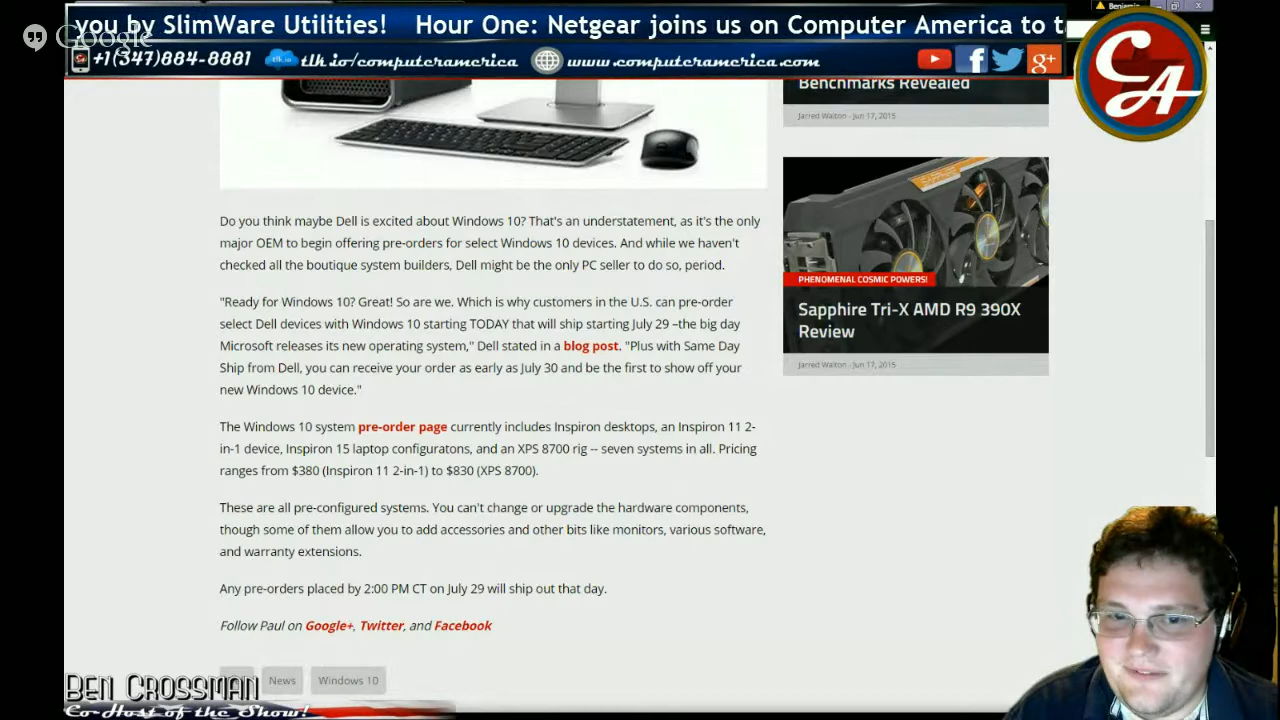 you by SlimWare Utilities! Hour One: Netgear joins us on Computer America to t
Benjamin
Google
+1(347)884-8881 tlk.io/computeramerica www.computeramerica.com
CA
Benchmarks Revealed
Jarred Walton - Jun 17, 2015
PHENOMENAL COSMIC POWERS!
Sapphire Tri-X AMD R9 390X
Review
Jarred Walton - Jun 17, 2015
Do you think maybe Dell is excited about Windows 10? That's an understatement, as it's the only
major OEM to begin offering pre-orders for select Windows 10 devices. And while we haven't
checked all the boutique system builders, Dell might be the only PC seller to do so, period.
"Ready for Windows 10? Great! So are we. Which is why customers in the U.S. can pre-order
select Dell devices with Windows 10 starting TODAY that will ship starting July 29 –the big day
Microsoft releases its new operating system," Dell stated in a blog post. "Plus with Same Day
Ship from Dell, you can receive your order as early as July 30 and be the first to show off your
new Windows 10 device."
The Windows 10 system pre-order page currently includes Inspiron desktops, an Inspiron 11 2-
in-1 device, Inspiron 15 laptop configuratons, and an XPS 8700 rig -- seven systems in all. Pricing
ranges from $380 (Inspiron 11 2-in-1) to $830 (XPS 8700).
These are all pre-configured systems. You can't change or upgrade the hardware components,
though some of them allow you to add accessories and other bits like monitors, various software,
and warranty extensions.
Any pre-orders placed by 2:00 PM CT on July 29 will ship out that day.
Follow Paul on Google+, Twitter, and Facebook
News Windows 10
Ben Crossman
Co-Host of the Show!